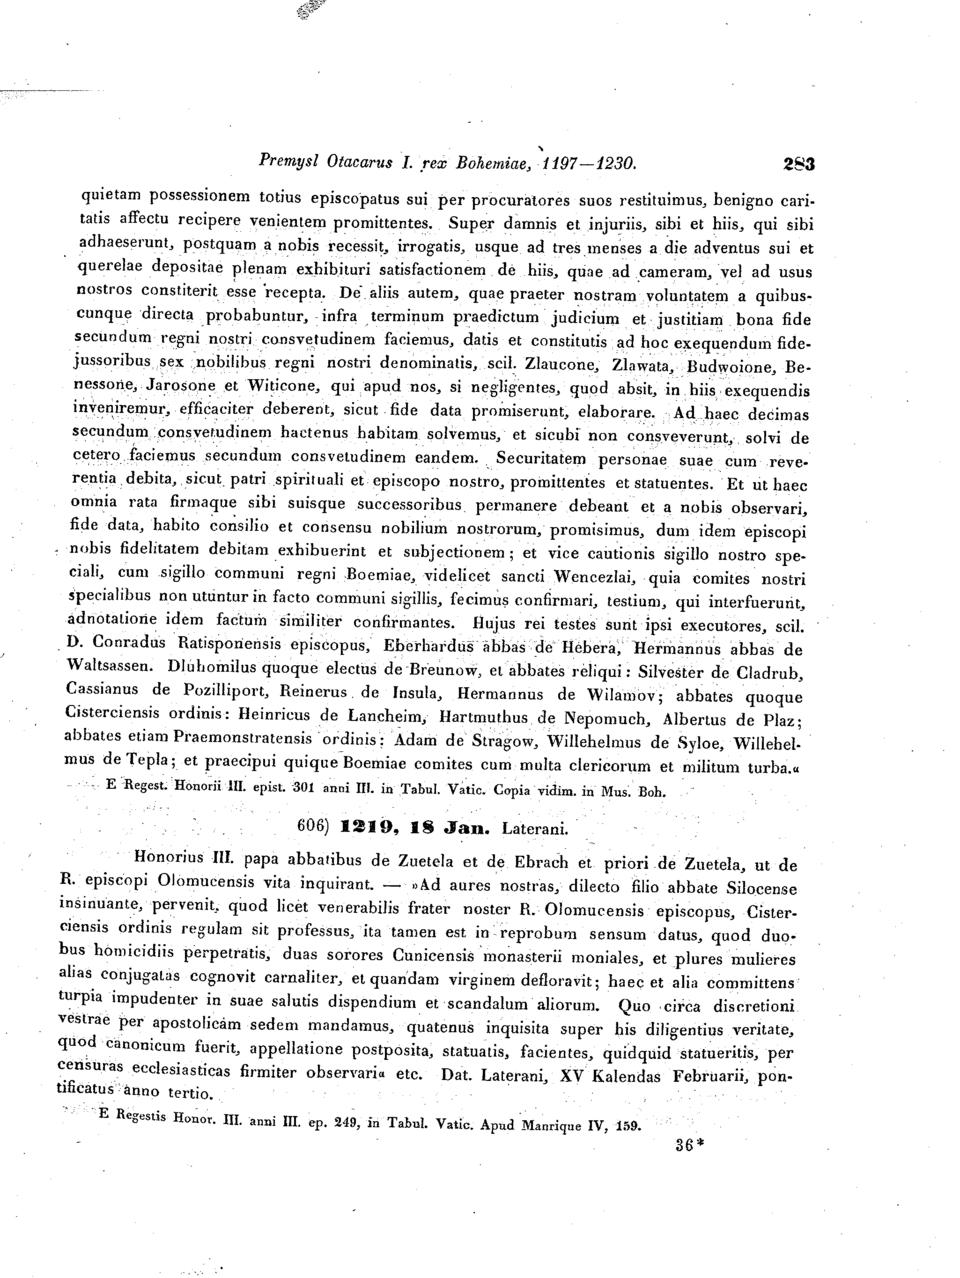 Premysl Otacarus I. rex Bohemiae, 1197—1230. 283
quietam possessionem totius episcopatus sui per procuratores suos restituimus, benigno cari-
tatis affectu recipere venientem promittentes. Super damnis et injuriis, sibi et hiis, qui sibi
adhaeserunt, postquam a nobis recessit, irrogatis, usque ad tres menses a die adventus sui et
querelae depositae plenam exhibituri satisfactionem de hiis, quae ad cameram, vel ad usus
nostros constiterit esse recepta. De aliis autem, quae praeter nostram voluntatem a quibus-
cunque directa probabuntur, infra terminum praedictum judicium et justitiam bona fide
secundum regni nostri consvetudinem faciemus, datis et constitutis ad hoc exequendum fide-
jussoribus sex nobilibus regni nostri denominatis, scil. Zlaucone, Zlawata, Budwoione, Be-
nessone, Jarosone et Witicone, qui apud nos, si negligentes, quod absit, in hiis exequendis
inveniremur, efficaciter deberent, sicut fide data promiserunt, elaborare. Ad haec decimas
secundum consvetudinem hactenus habitam solvemus, et sicubi non consveverunt, solvi de
cetero faciemus secundum consvetudinem eandem. Securitatem personae suae cum reve-
rentia debita, sicut patri spirituali et episcopo nostro, promittentes et statuentes. Et ut haec
omnia rata firmaque sibi suisque successoribus permanere debeant et a nobis observari,
fide data, habito consilio et consensu nobilium nostrorum, promisimus, dum idem episcopi
nobis fidelitatem debitam exhibuerint et subjectionem; et vice cautionis sigillo nostro spe-
ciali, cum sigillo communi regni Boemiae, videlicet sancti Wencezlai, quia comites nostri
specialibus non utuntur in facto communi sigillis, fecimus confirmari, testium, qui interfuerunt,
adnotatione idem factum similiter confirmantes. Hujus rei testes sunt ipsi executores, scil.
D. Conradus Ratisponensis episcopus, Eberhardus abbas de Hebera, Hermannus abbas de
Waltsassen. Dluhomilus quoque electus de Breunow, et abbates reliqui: Silvester de Cladrub,
Cassianus de Pozilliport, Reinerus de Insula, Hermannus de Wilamov; abbates quoque
Cisterciensis ordinis: Heinricus de Lancheim, Hartmuthus de Nepomuch, Albertus de Plaz;
abbates etiam Praemonstratensis ordinis: Adam de Stragow, Willehelmus de Syloe, Willehel-
mus de Tepla; et praecipui quique Boemiae comites cum multa clericorum et militum turba.«
E Regest. Honorii III. epist. 301 anni III. in Tabul. Vatic. Copia vidim. in Mus. Boh.
606) 1219, 18 Jan. Laterani.
Honorius III. papa abbatibus de Zuetela et de Ebrach et priori de Zuetela, ut de
R. episcopi Olomucensis vita inquirant. — »Ad aures nostras, dilecto filio abbate Silocense
insinuante, pervenit, quod licet venerabilis frater noster R. Olomucensis episcopus, Cister-
ciensis ordinis regulam sit professus, ita tamen est in reprobum sensum datus, quod duo-
bus homicidiis perpetratis, duas sorores Cunicensis monasterii moniales, et plures mulieres
alias conjugatas cognovit carnaliter, et quandam virginem defloravit; haec et alia committens
turpia impudenter in suae salutis dispendium et scandalum aliorum. Quo circa discretioni
vestrae per apostolicam sedem mandamus, quatenus inquisita super his diligentius veritate,
quod canonicum fuerit, appellatione postposita, statuatis, facientes, quidquid statueritis, per
censuras ecclesiasticas firmiter observari« etc. Dat. Laterani, XV Kalendas Februarii, pon-
tificatus anno tertio.
E Regestis Honor. III. anni III. ep. 249, in Tabul. Vatic. Apud Manrique IV, 159.
36*